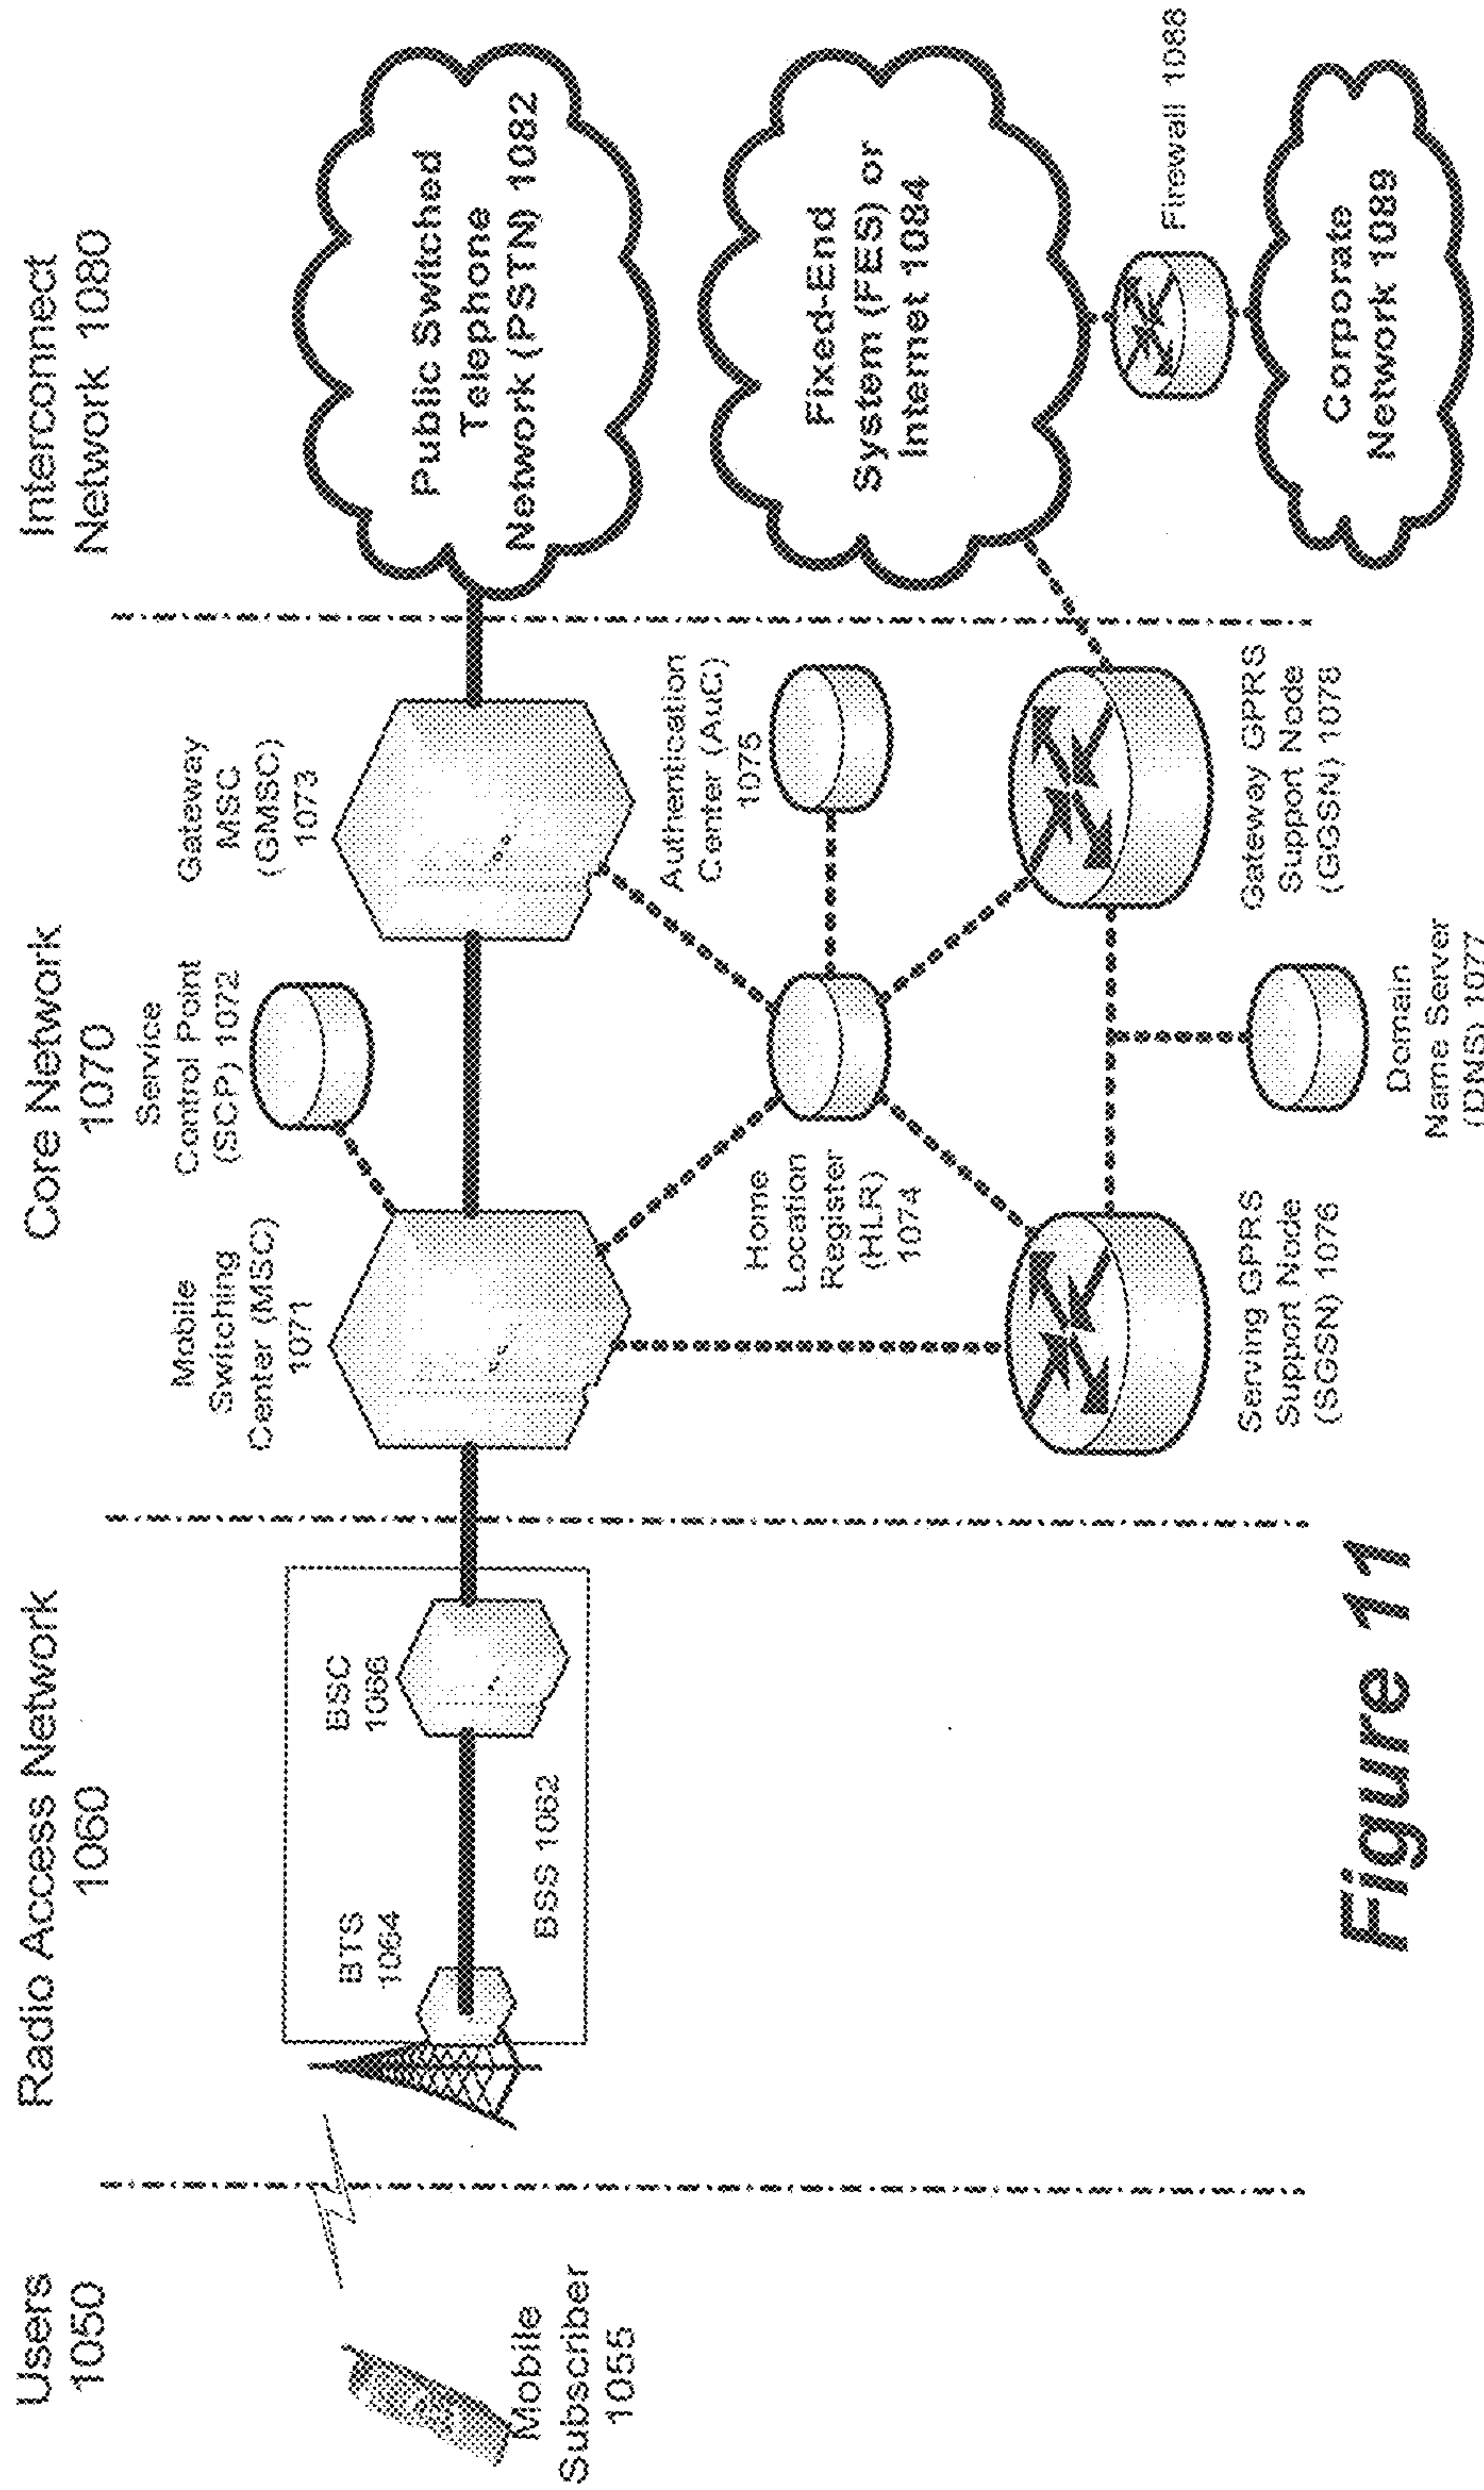 Users
1050
Radio Access Network
1060
Core Network
1070
Interconnect
Network 1080
Mobile
Subscriber
1055
BTS
1064
BSC
1066
BSS 1062
Mobile
Switching
Center (MSC)
1071
Service
Control Point
(SCP) 1072
Gateway
MSC
(GMSC)
1073
Public Switched
Telephone
Network (PSTN) 1082
Home
Location
Register
(HLR)
1074
Authentication
Center (AuC)
1075
Fixed-End
System (FES) or
Internet 1084
Firewall 1088
Serving GPRS
Support Node
(SGSN) 1076
Domain
Name Server
(DNS) 1077
Gateway GPRS
Support Node
(GGSN) 1078
Corporate
Network 1089
Figure 11